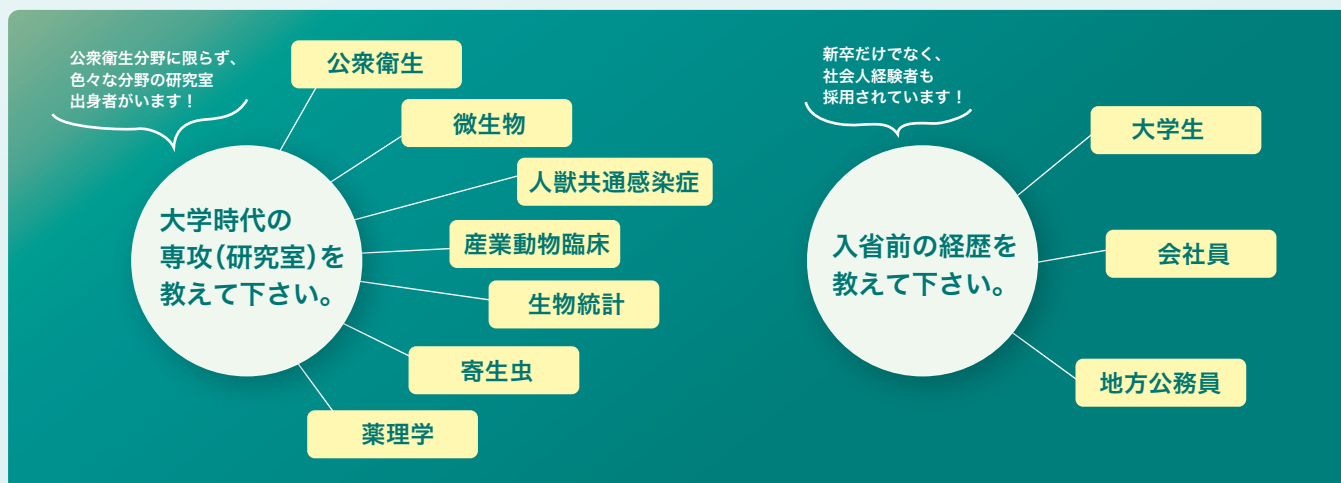 公衆衛生分野に限らず、
色々な分野の研究室
出身者がいます！
大学時代の
専攻(研究室)を
教えて下さい。
公衆衛生
微生物
人獣共通感染症
産業動物臨床
生物統計
寄生虫
薬理学
新卒だけでなく、
社会人経験者も
採用されています！
入省前の経歴を
教えて下さい。
大学生
会社員
地方公務員